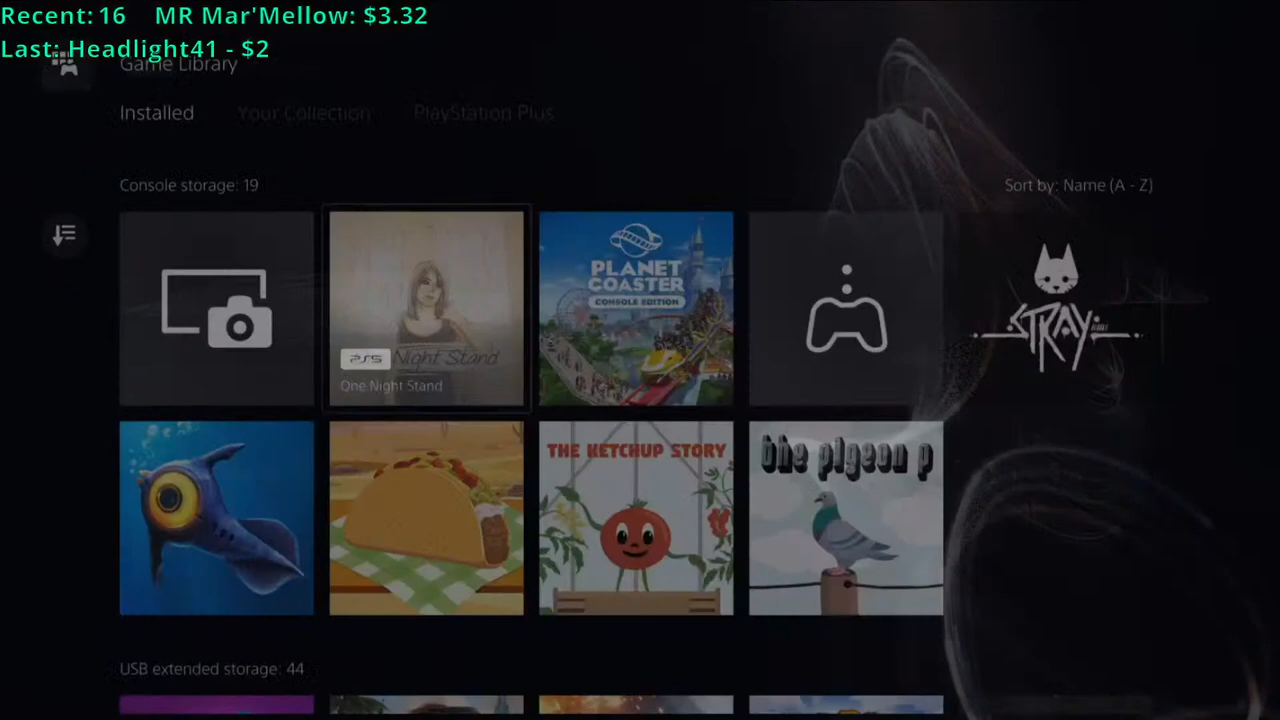 Recent: 16 MR Mar'Mellow: $3.32
Last: Headlight41 - $2
Game Library
Installed Your Collection PlayStation Plus
Console storage: 19 Sort by: Name (A - Z)
PLANET
COASTER
CONSOLE EDITION
STRAY
PS5 Night Stand
One Night Stand
THE KETCHUP STORY
the pigeon p
USB extended storage: 44